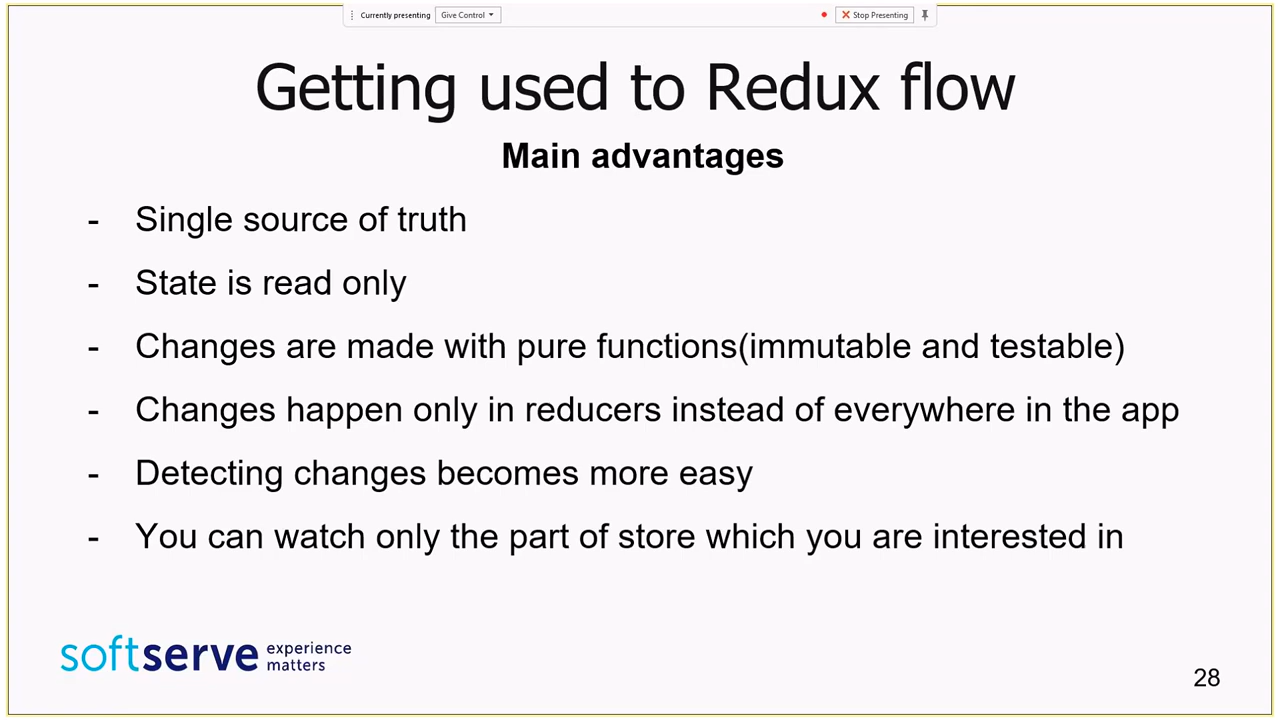 Currently presenting Give Control Stop Presenting
Getting used to Redux flow
Main advantages
- Single source of truth
- State is read only
- Changes are made with pure functions(immutable and testable)
- Changes happen only in reducers instead of everywhere in the app
- Detecting changes becomes more easy
- You can watch only the part of store which you are interested in
softserve experience
matters
28